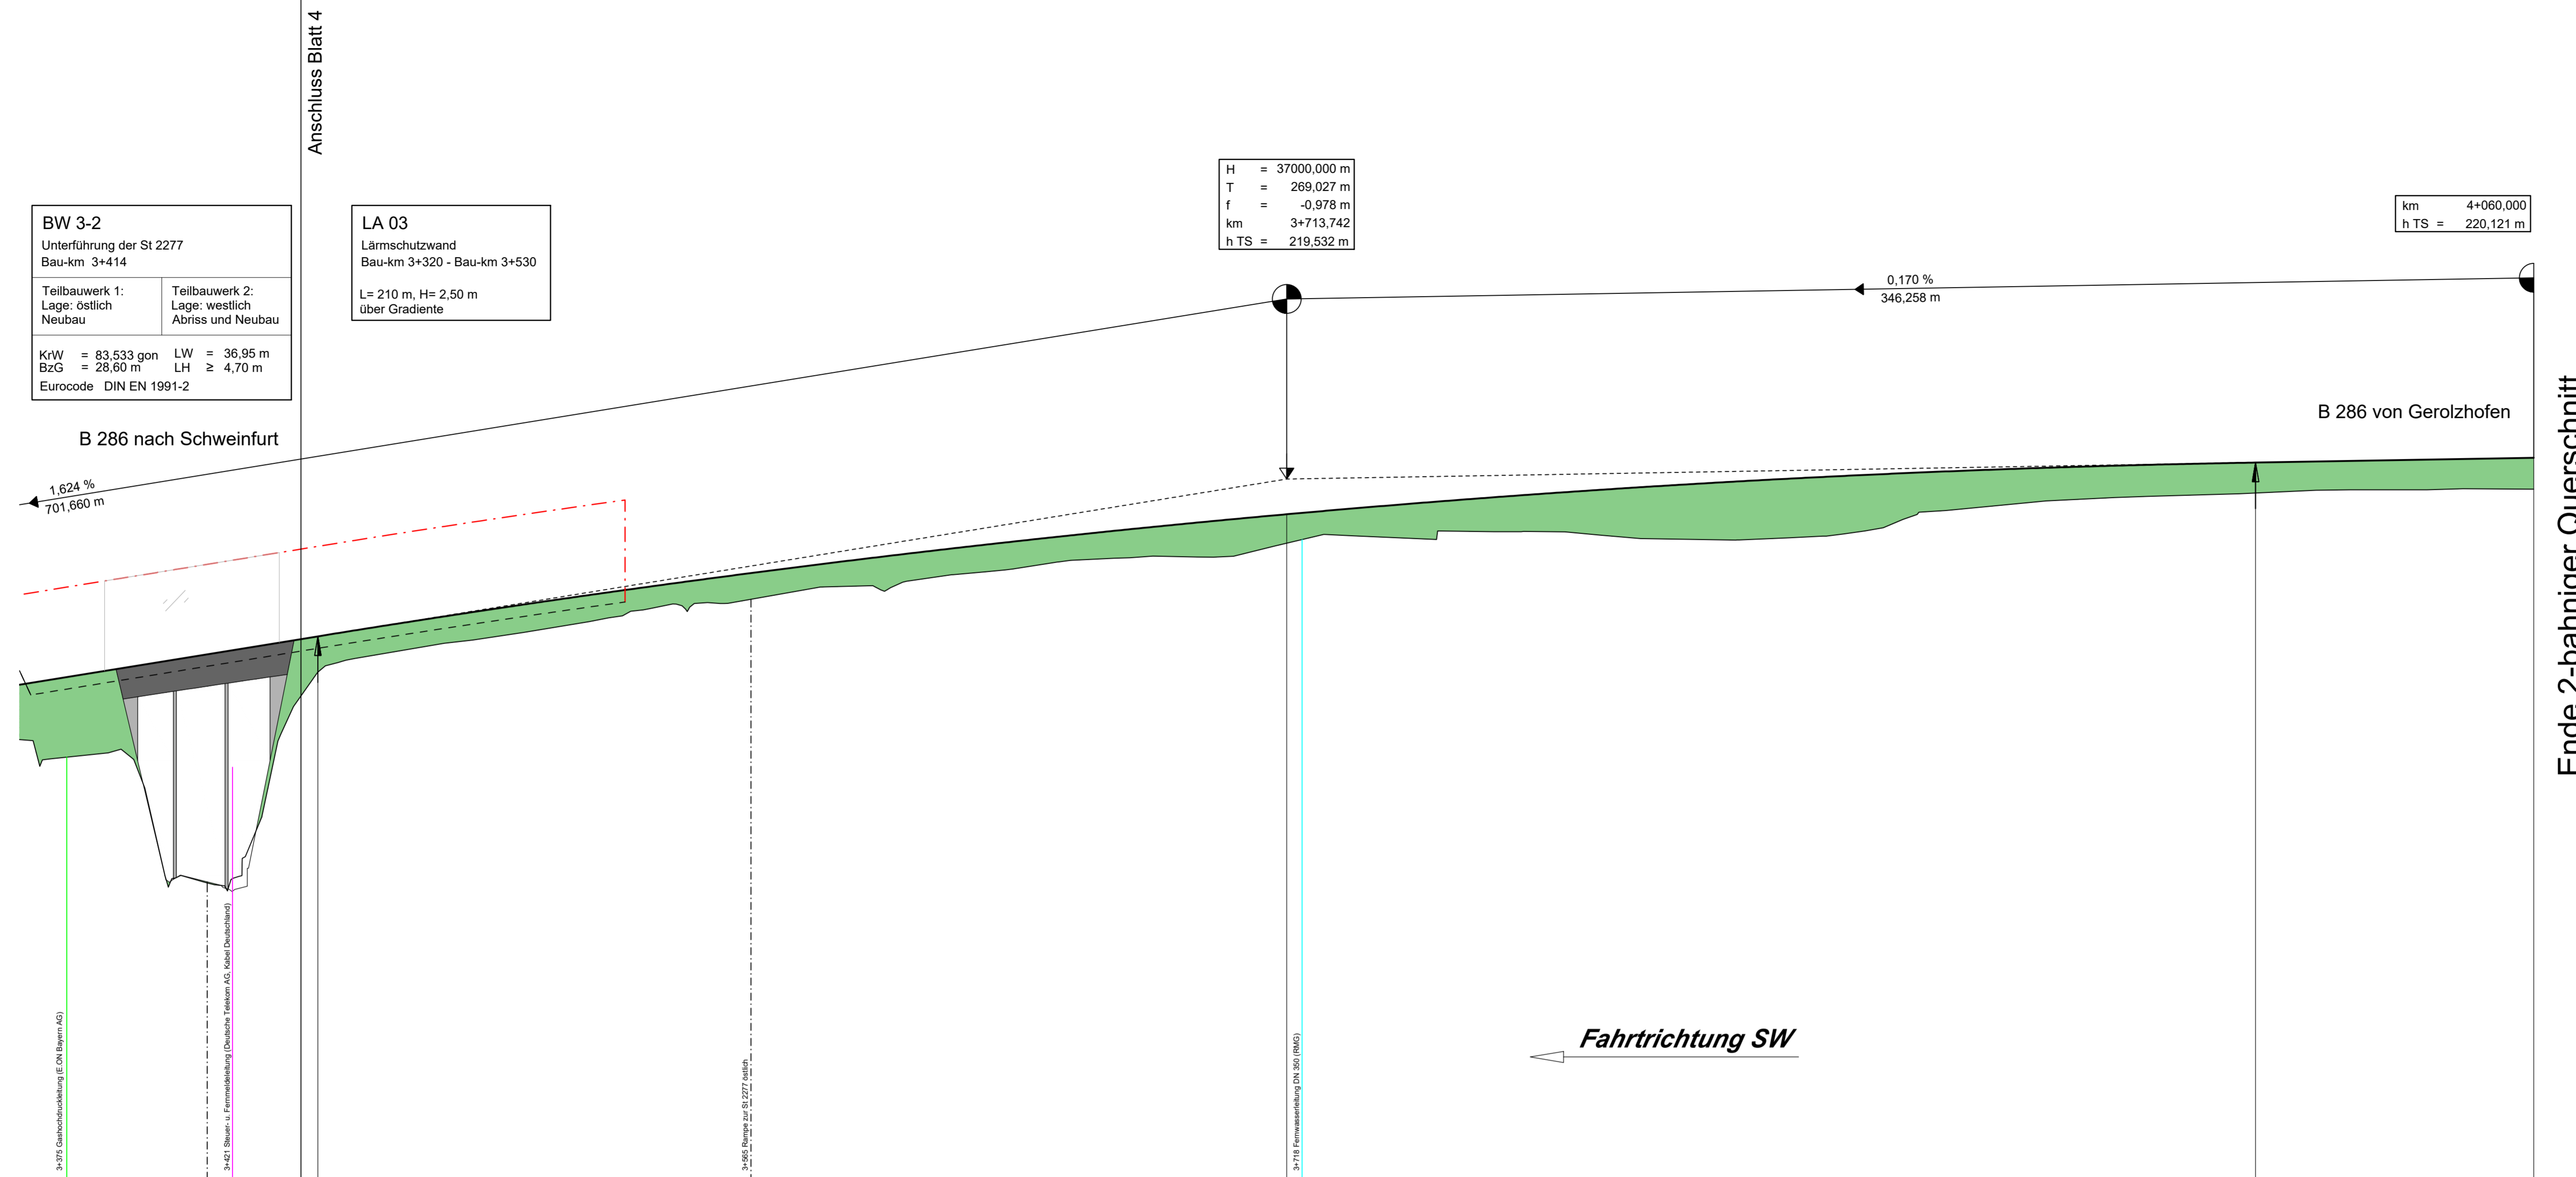 Anschluss Blatt 4
BW 3-2
Unterführung der St 2277
Bau-km 3+414
Teilbauwerk 1:
Lage: östlich
Neubau
Teilbauwerk 2:
Lage: westlich
Abriss und Neubau
KrW = 83,533 gon LW = 36,95 m
BzG = 28,60 m LH ≥ 4,70 m
Eurocode DIN EN 1991-2
LA 03
Lärmschutzwand
Bau-km 3+320 - Bau-km 3+530
L= 210 m, H= 2,50 m
über Gradiente
H = 37000,000 m
T = 269,027 m
f = -0,978 m
km 3+713,742
h TS = 219,532 m
km 4+060,000
h TS = 220,121 m
0,170 %
346,258 m
B 286 nach Schweinfurt
B 286 von Gerolzhofen
1,624 %
701,660 m
Ende 2-bahniger Querschnitt
3+375 Gashochdruckleitung (E.ON Bayern AG)
3+421 Steuer- u. Fernmeldeleitung (Deutsche Telekom AG, Kabel Deutschland)
3+565 Rampe zur St 2277 östlich
3+718 Fernwasserleitung DN 350 (RMG)
Fahrtrichtung SW